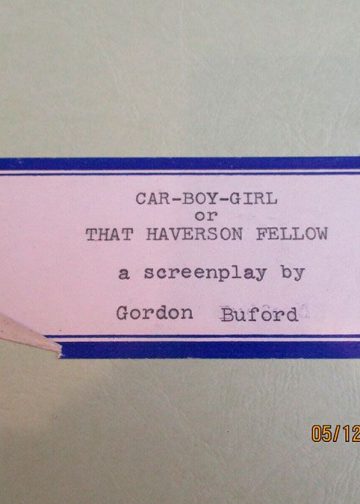 CAR-BOY-GIRL
or
THAT HAVERSON FELLOW
a screenplay by
Gordon Buford
05/12